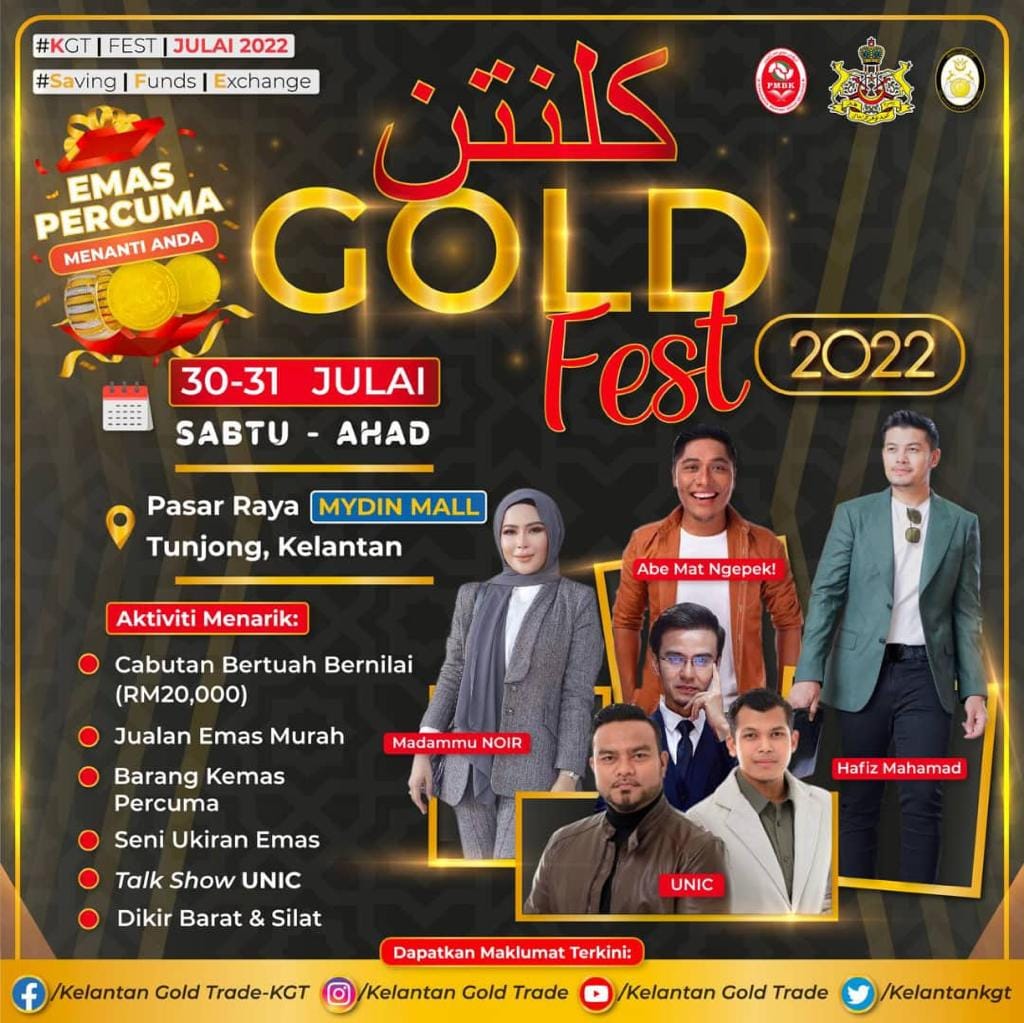 #KGT | FEST | JULAI 2022
#Saving | Funds | Exchange
PMBK
كلنتن
GOLD
Fest
2022
EMAS
PERCUMA
MENANTI ANDA
30-31 JULAI
SABTU - AHAD
Pasar Raya MYDIN MALL
Tunjong, Kelantan
Aktiviti Menarik:
Cabutan Bertuah Bernilai
(RM20,000)
Jualan Emas Murah
Barang Kemas
Percuma
Seni Ukiran Emas
Talk Show UNIC
Dikir Barat & Silat
Abe Mat Ngepek!
Madammu NOIR
Hafiz Mahamad
UNIC
Dapatkan Maklumat Terkini:
/Kelantan Gold Trade-KGT /Kelantan Gold Trade /Kelantan Gold Trade /Kelantankgt